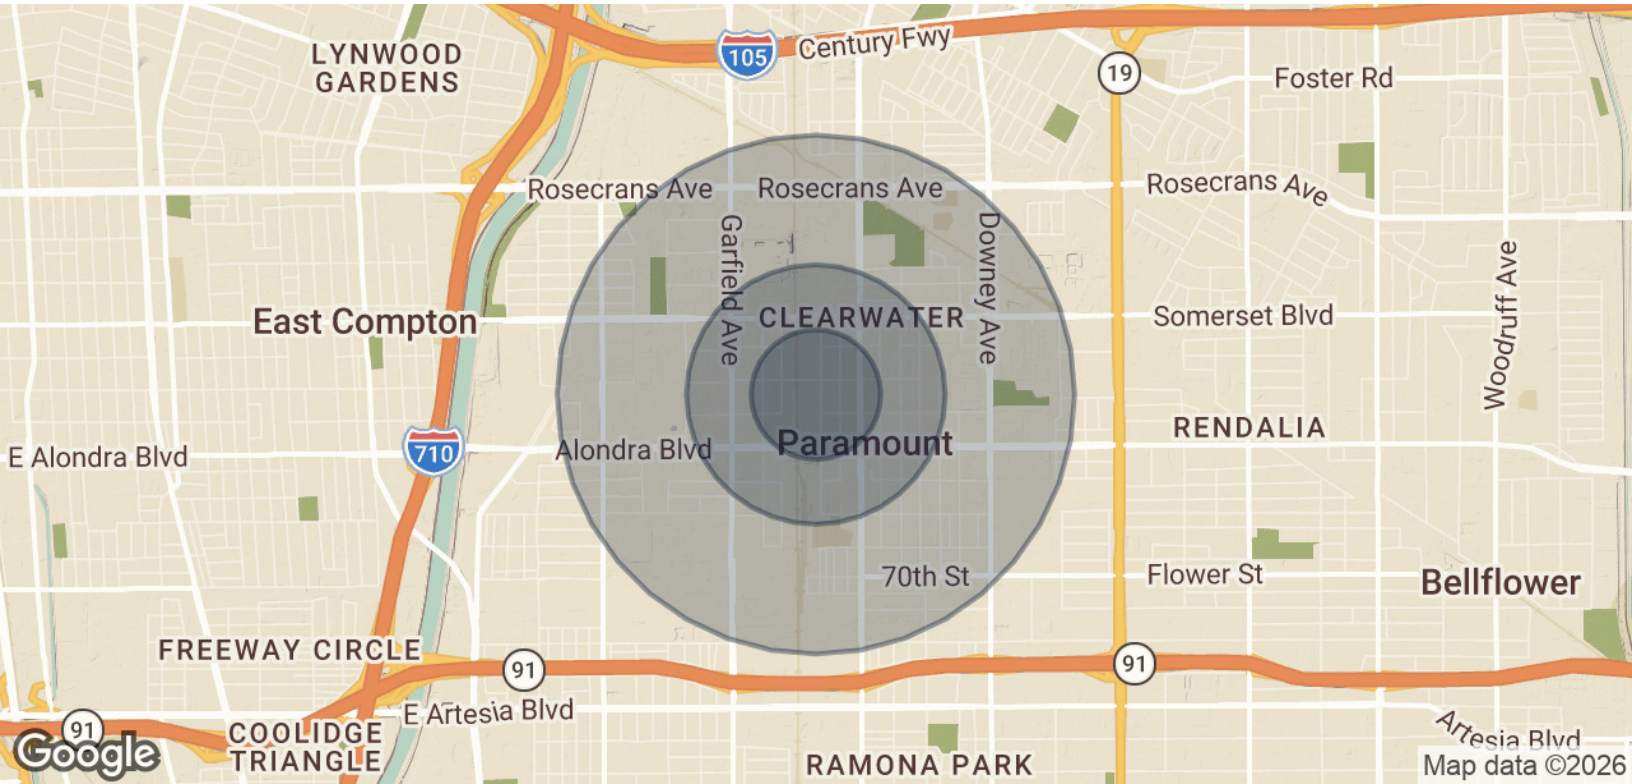 LYNWOOD
GARDENS
105
Century Fwy
19
Foster Rd
Rosecrans Ave
Rosecrans Ave
Rosecrans Ave
Garfield Ave
Downey Ave
Woodruff Ave
East Compton
CLEARWATER
Somerset Blvd
E Alondra Blvd
710
Alondra Blvd
Paramount
RENDALIA
70th St
Flower St
Bellflower
FREEWAY CIRCLE
91
91
E Artesia Blvd
91
COOLIDGE
TRIANGLE
Artesia Blvd
RAMONA PARK
Google
Map data ©2026